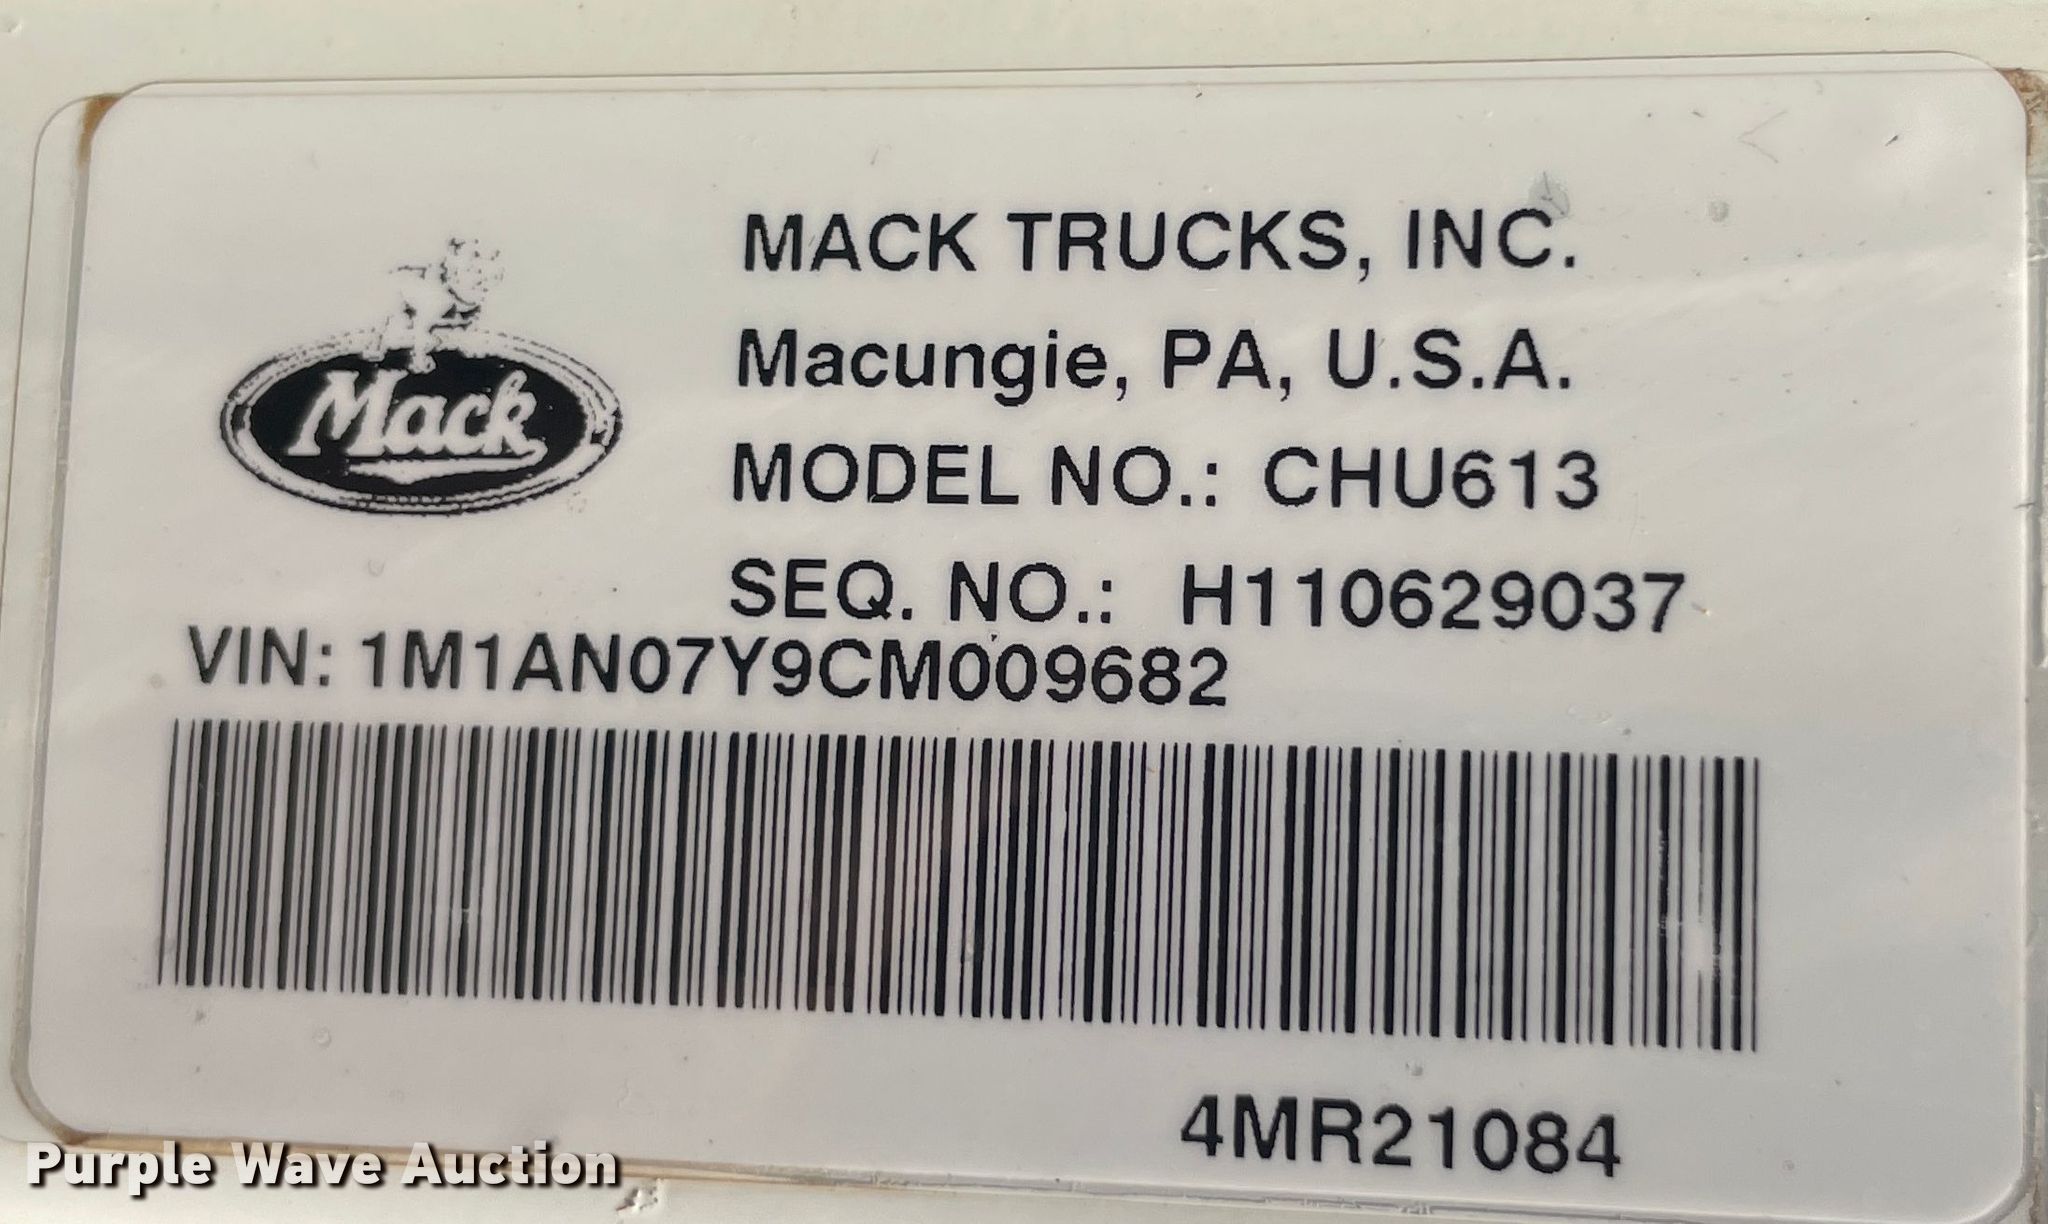 Mack
MACK TRUCKS, INC.
Macungie, PA, U.S.A.
MODEL NO.: CHU613
SEQ. NO.: H110629037
VIN: 1M1AN07Y9CM009682
4MR21084
Purple Wave Auction